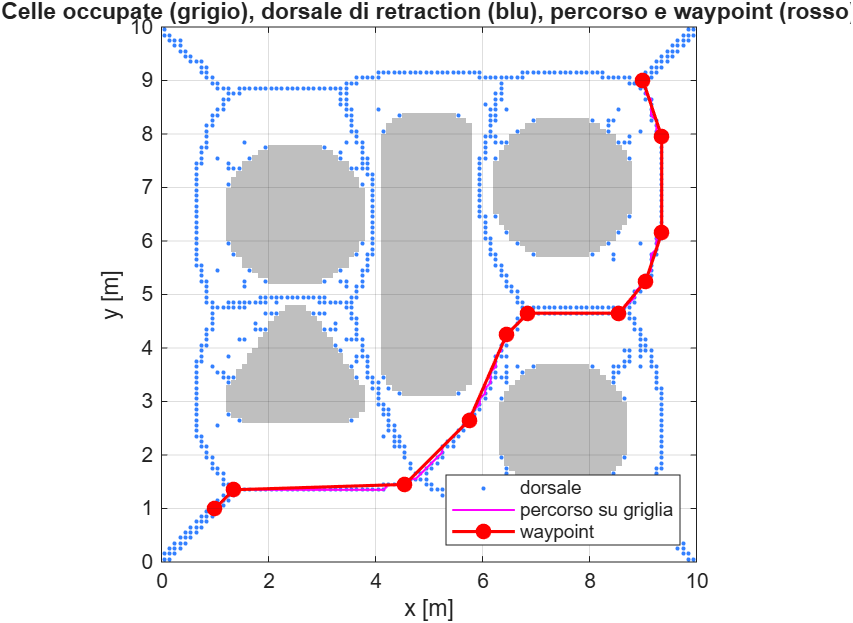 Celle occupate (grigio), dorsale di retraction (blu), percorso e waypoint (rosso)
10
9
8
7
6
5
4
3
2
1
0
y [m]
dorsale
percorso su griglia
waypoint
0 2 4 6 8 10
x [m]